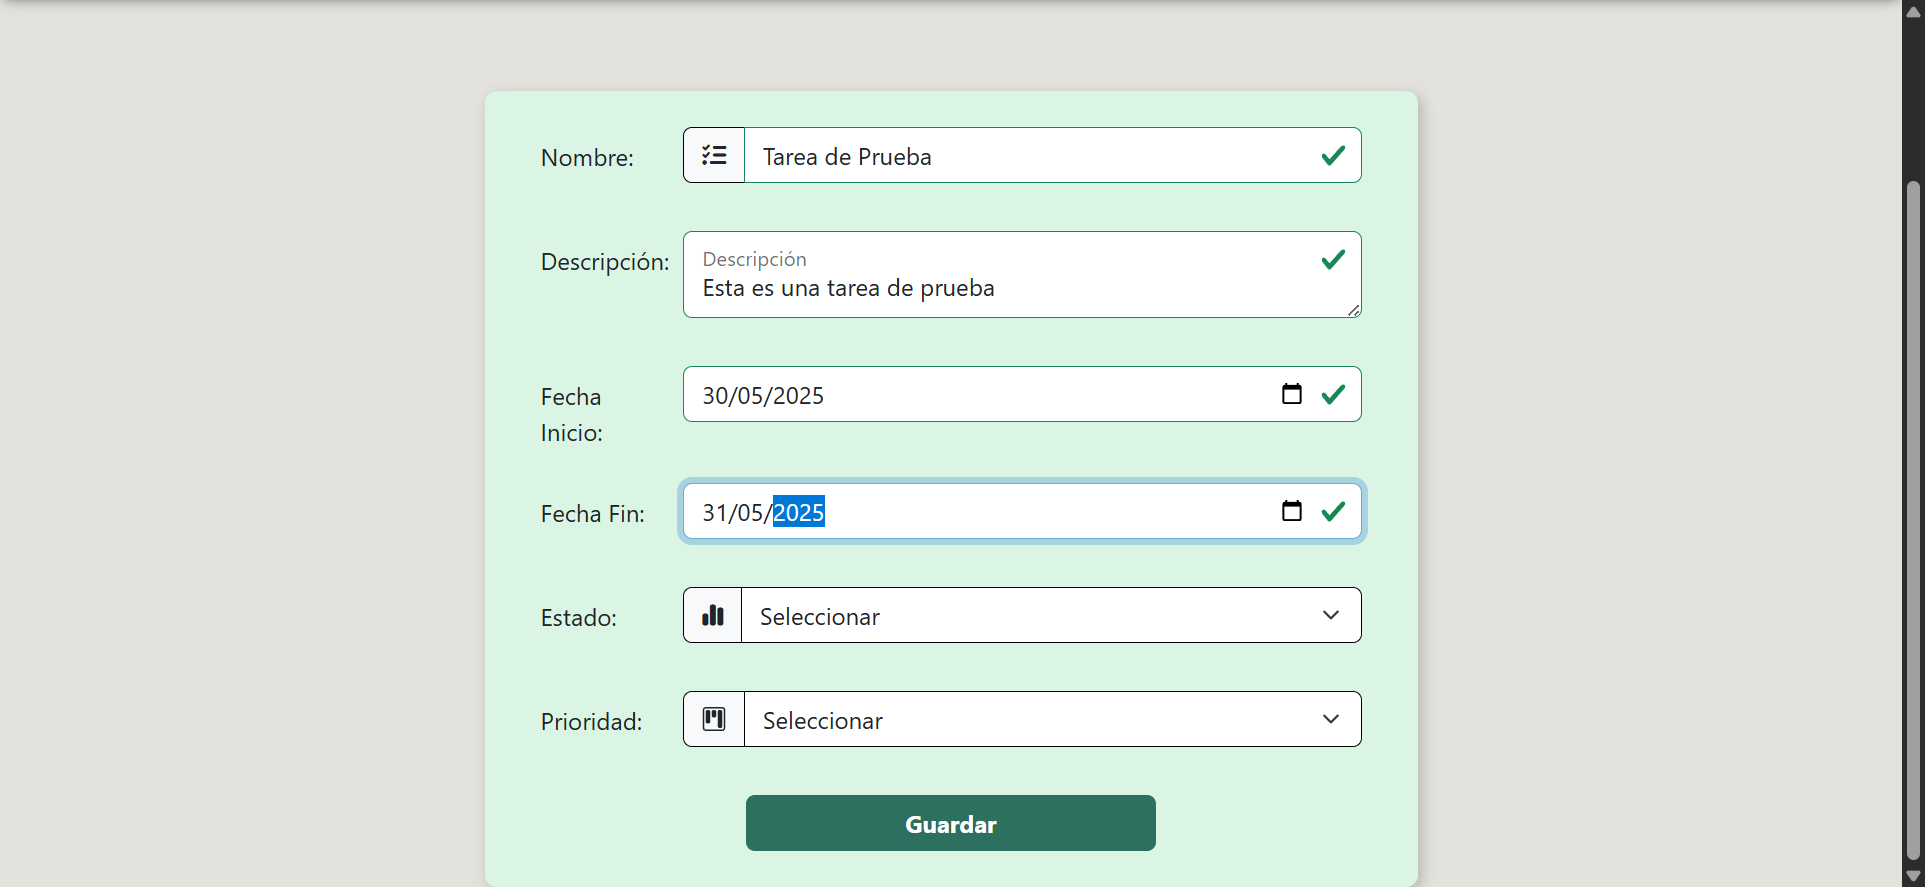 Nombre: Tarea de Prueba
Descripción: Descripción
Esta es una tarea de prueba
Fecha Inicio: 30/05/2025
Fecha Fin: 31/05/2025
Estado: Seleccionar
Prioridad: Seleccionar
Guardar